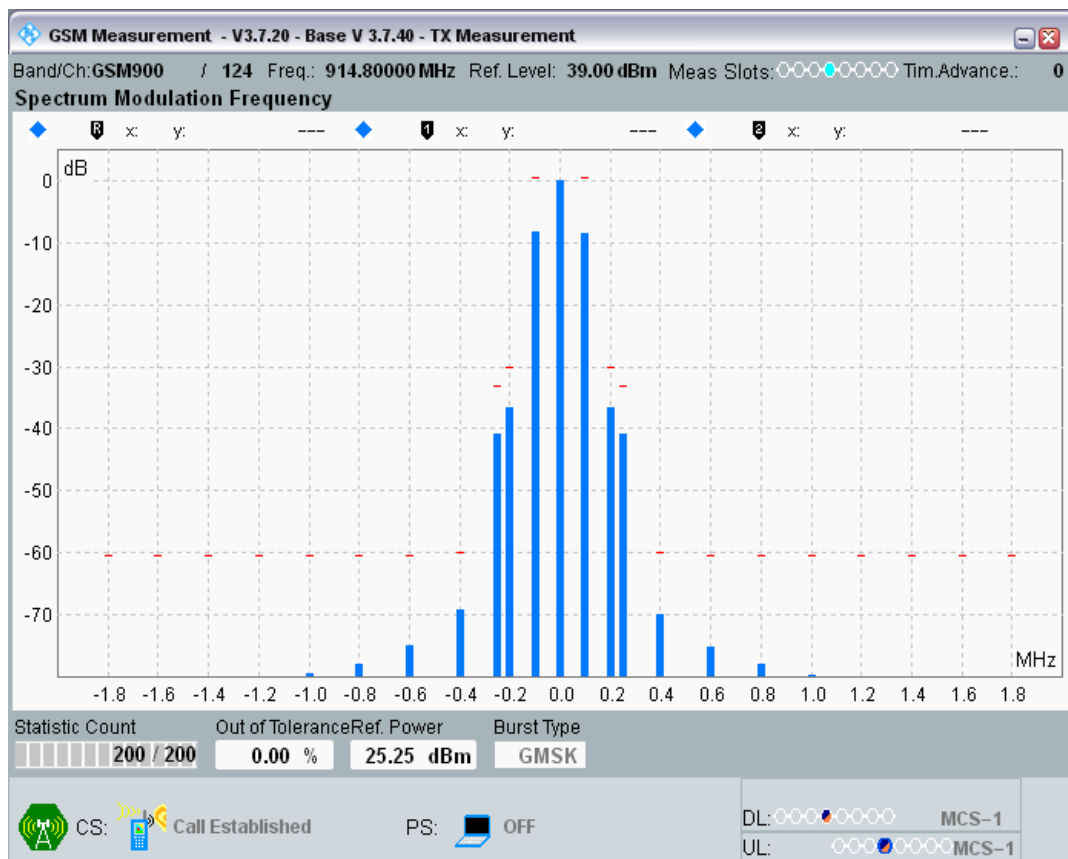 GSM Measurement - V3.7.20 - Base V 3.7.40 - TX Measurement
Band/Ch:GSM900 / 124 Freq.: 914.80000 MHz Ref. Level: 39.00 dBm Meas Slots: Tim.Advance.: 0
Spectrum Modulation Frequency
R x: y: --- 1 x: y: --- 2 x: y: ---
dB
0
-10
-20
-30
-40
-50
-60
-70
MHz
-1.8 -1.6 -1.4 -1.2 -1.0 -0.8 -0.6 -0.4 -0.2 0.0 0.2 0.4 0.6 0.8 1.0 1.2 1.4 1.6 1.8
Statistic Count Out of Tolerance Ref. Power Burst Type
200 / 200 0.00 % 25.25 dBm GMSK
CS: Call Established PS: OFF
DL: MCS-1
UL: MCS-1